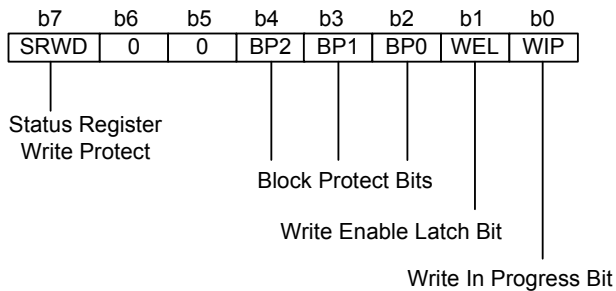 b7 b6 b5 b4 b3 b2 b1 b0
SRWD 0 0 BP2 BP1 BP0 WEL WIP
Status Register
Write Protect
Block Protect Bits
Write Enable Latch Bit
Write In Progress Bit